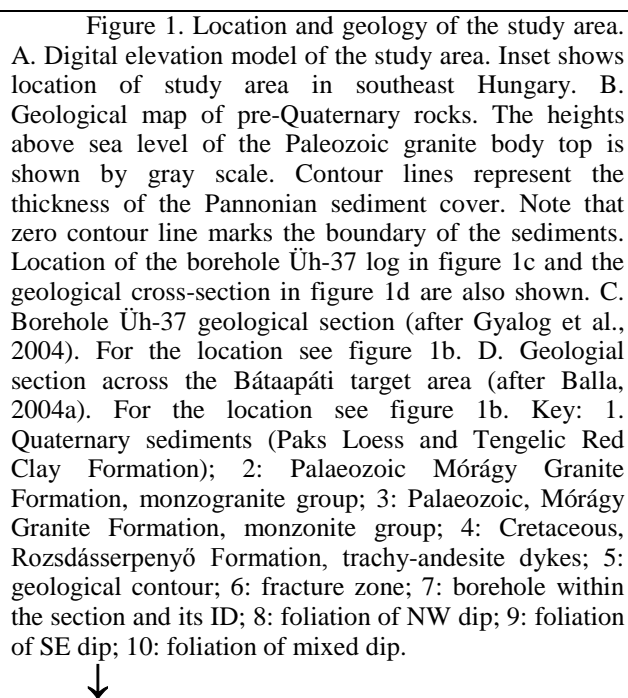 Figure 1. Location and geology of the study area.
A. Digital elevation model of the study area. Inset shows
location of study area in southeast Hungary. B.
Geological map of pre-Quaternary rocks. The heights
above sea level of the Paleozoic granite body top is
shown by gray scale. Contour lines represent the
thickness of the Pannonian sediment cover. Note that
zero contour line marks the boundary of the sediments.
Location of the borehole Üh-37 log in figure 1c and the
geological cross-section in figure 1d are also shown. C.
Borehole Üh-37 geological section (after Gyalog et al.,
2004). For the location see figure 1b. D. Geologial
section across the Bátaapáti target area (after Balla,
2004a). For the location see figure 1b. Key: 1.
Quaternary sediments (Paks Loess and Tengelic Red
Clay Formation); 2: Palaeozoic Mórágy Granite
Formation, monzogranite group; 3: Palaeozoic, Mórágy
Granite Formation, monzonite group; 4: Cretaceous,
Rozsdásserpenyő Formation, trachy-andesite dykes; 5:
geological contour; 6: fracture zone; 7: borehole within
the section and its ID; 8: foliation of NW dip; 9: foliation
of SE dip; 10: foliation of mixed dip.
↓